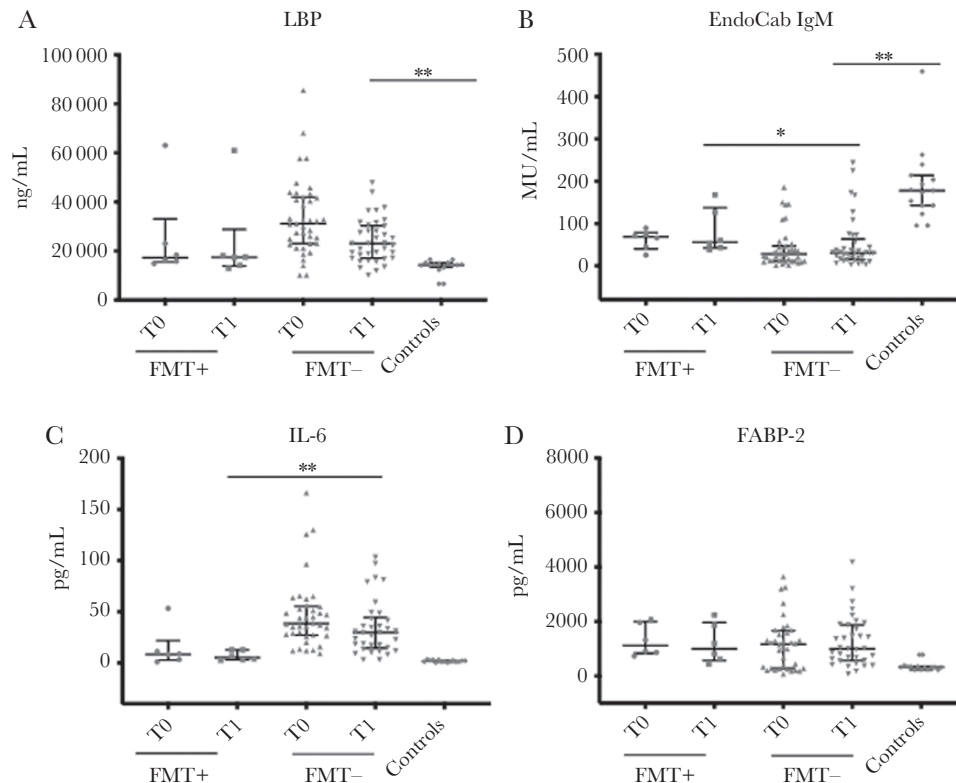 A
LBP
100 000
80 000
60 000
40 000
20 000
0
ng/mL
**
T0
T1
T0
T1
Controls
FMT+
FMT–
B
EndoCab IgM
500
400
300
200
100
0
MU/mL
*
**
T0
T1
T0
T1
Controls
FMT+
FMT–
C
IL-6
200
150
100
50
0
pg/mL
**
T0
T1
T0
T1
Controls
FMT+
FMT–
D
FABP-2
8000
6000
4000
2000
0
pg/mL
T0
T1
T0
T1
Controls
FMT+
FMT–